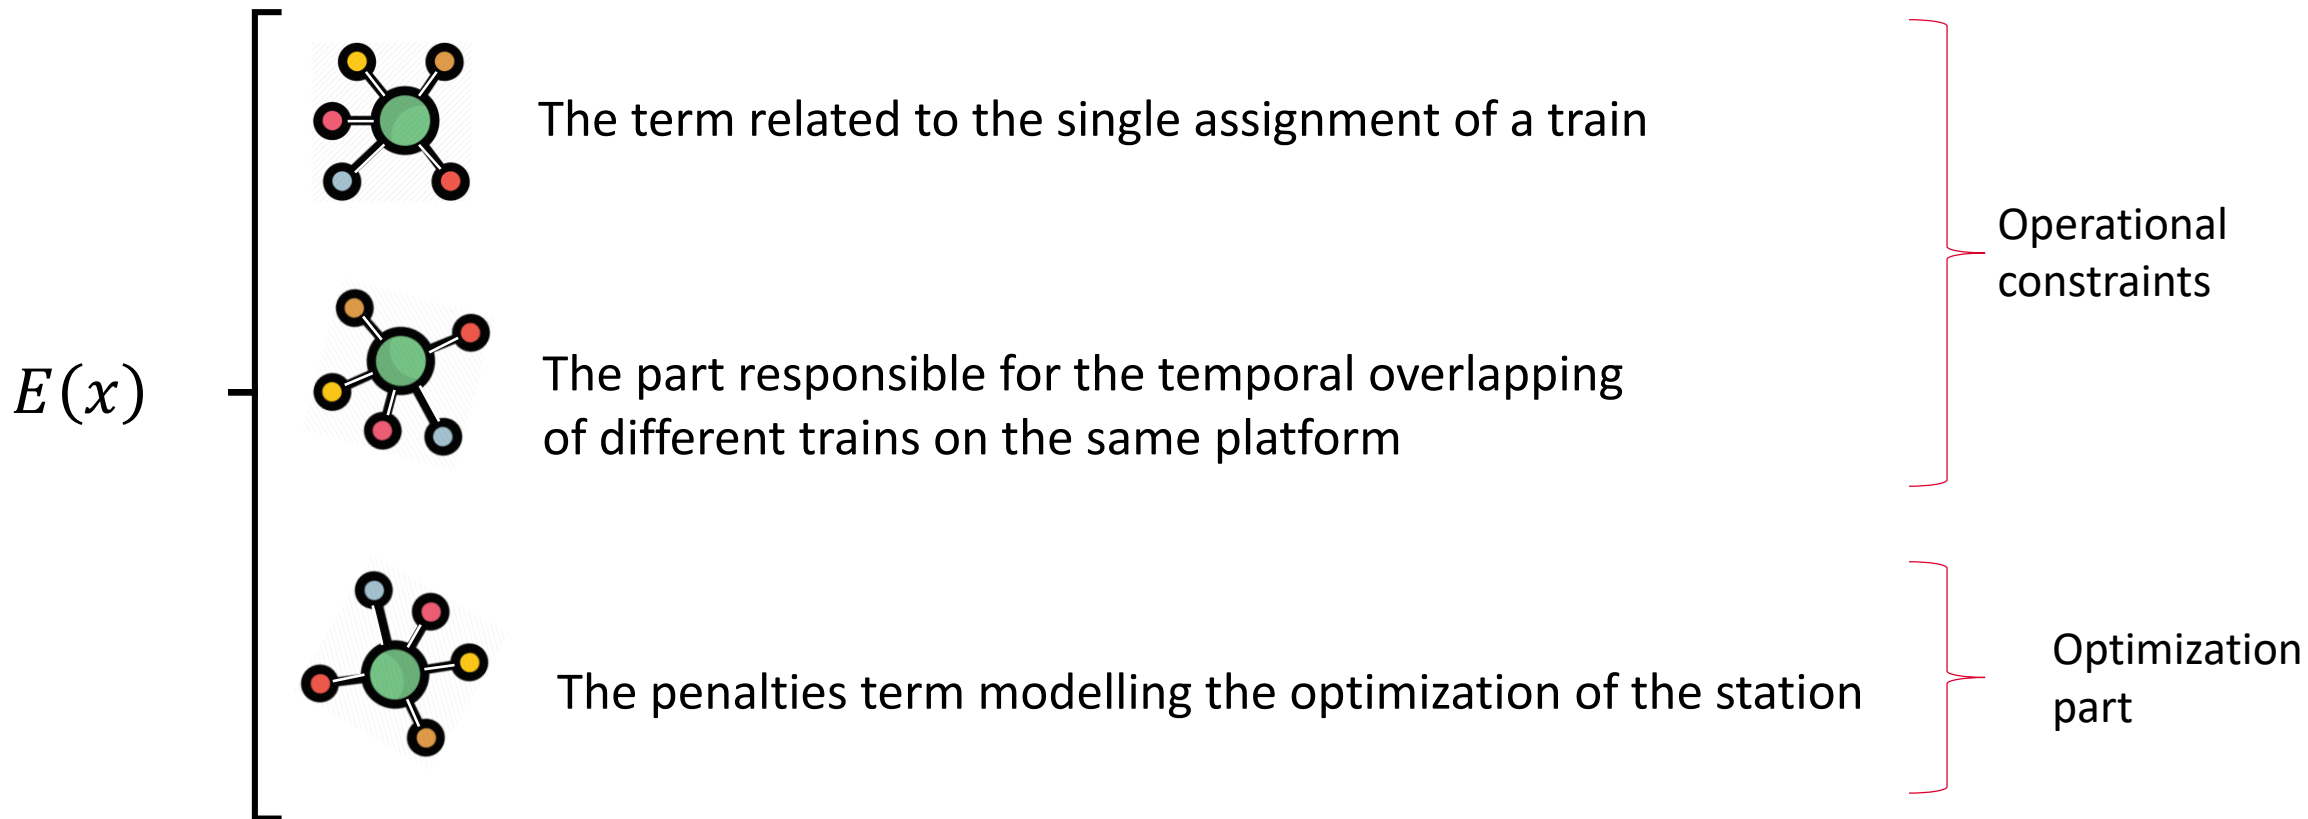 E(x)
The term related to the single assignment of a train
The part responsible for the temporal overlapping
of different trains on the same platform
Operational
constraints
The penalties term modelling the optimization of the station
Optimization
part